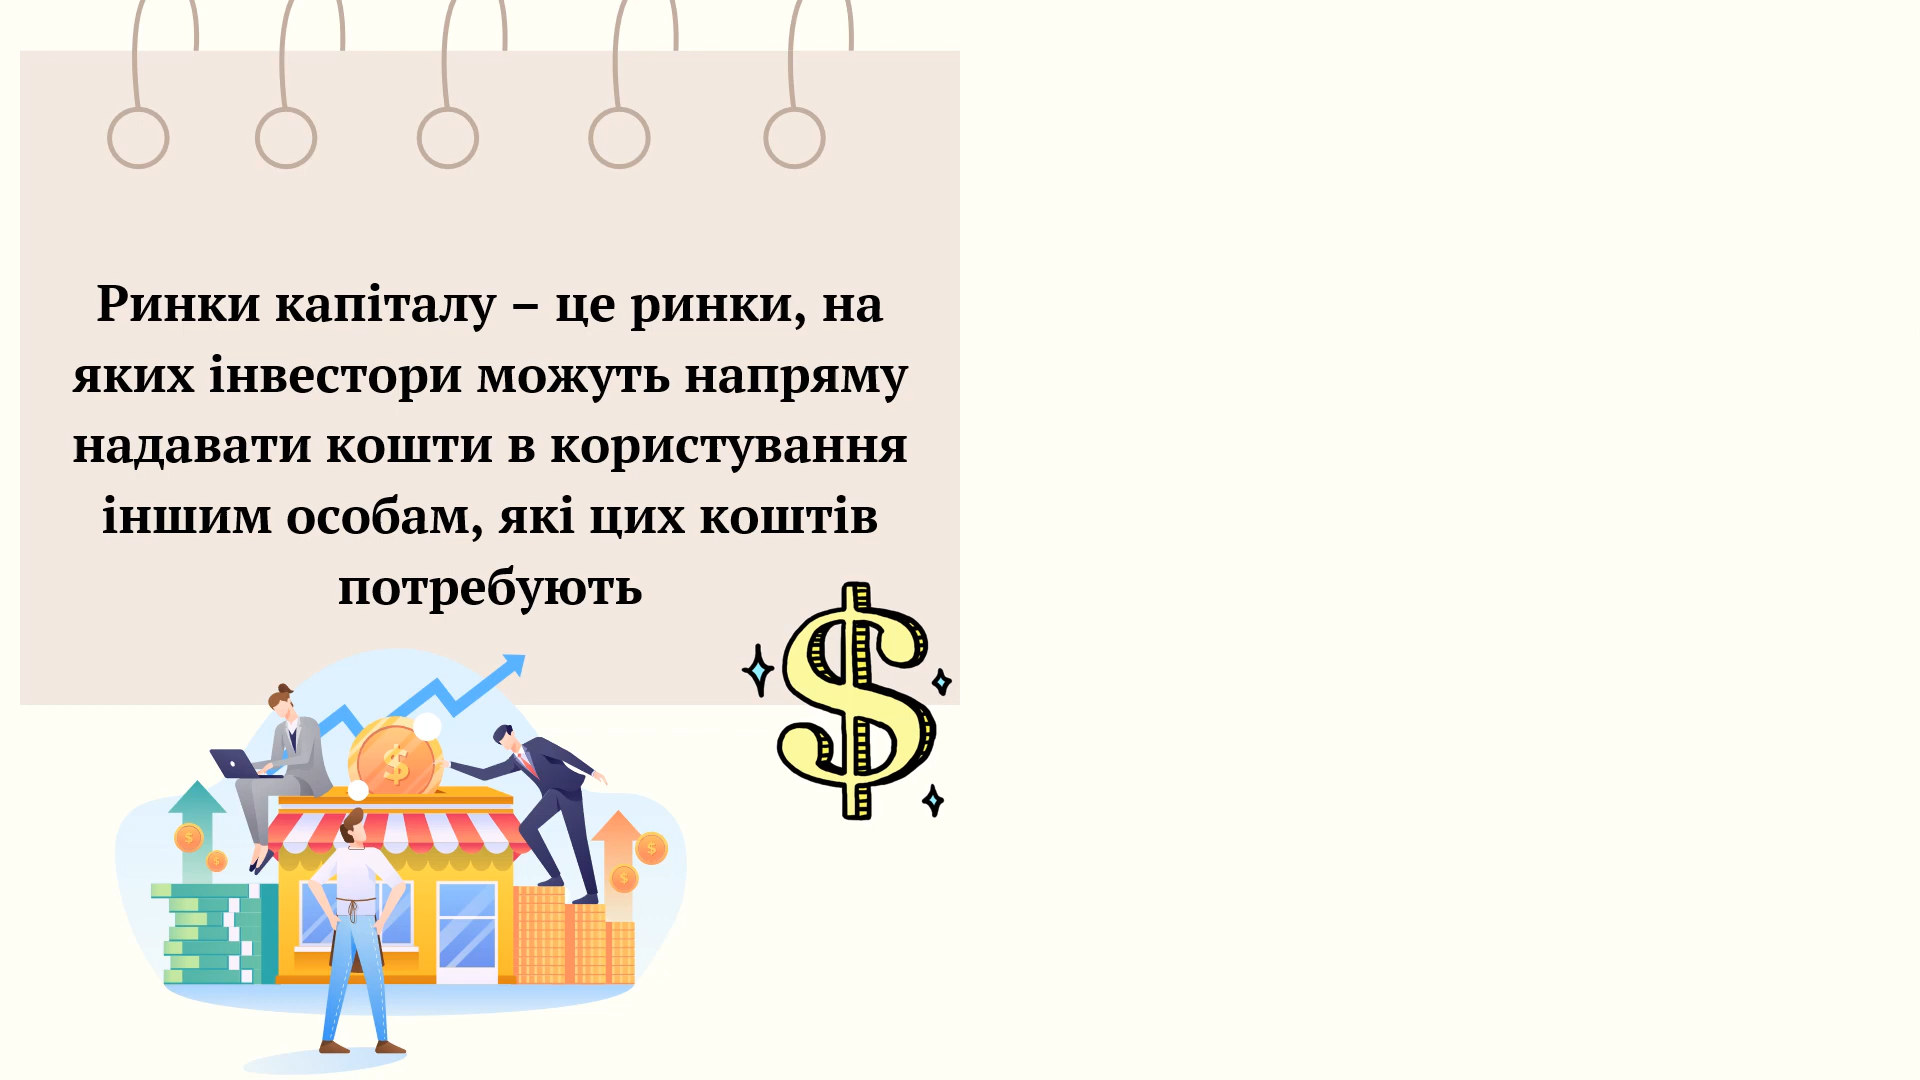 Ринки капіталу – це ринки, на
яких інвестори можуть напряму
надавати кошти в користування
іншим особам, які цих коштів
потребують